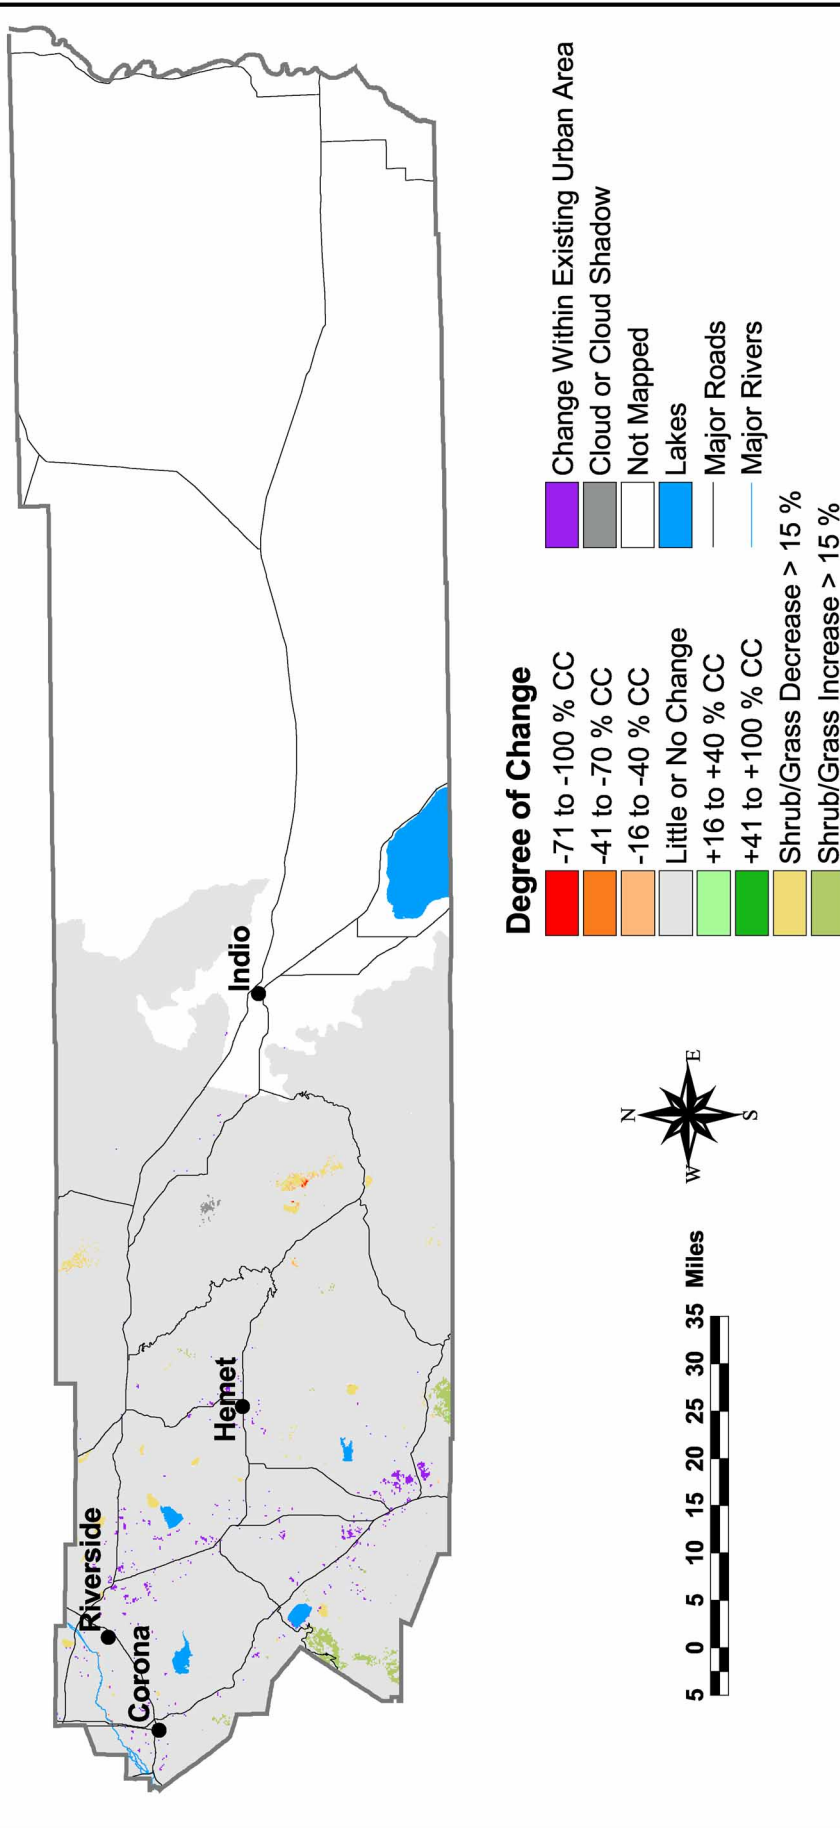 Riverside
Corona
Hemet
Indio
N
W
E
S
5 0 5 10 15 20 25 30 35 Miles
Degree of Change
-71 to -100 % CC
-41 to -70 % CC
-16 to -40 % CC
Little or No Change
+16 to +40 % CC
+41 to +100 % CC
Shrub/Grass Decrease > 15 %
Shrub/Grass Increase > 15 %
Change Within Existing Urban Area
Cloud or Cloud Shadow
Not Mapped
Lakes
Major Roads
Major Rivers